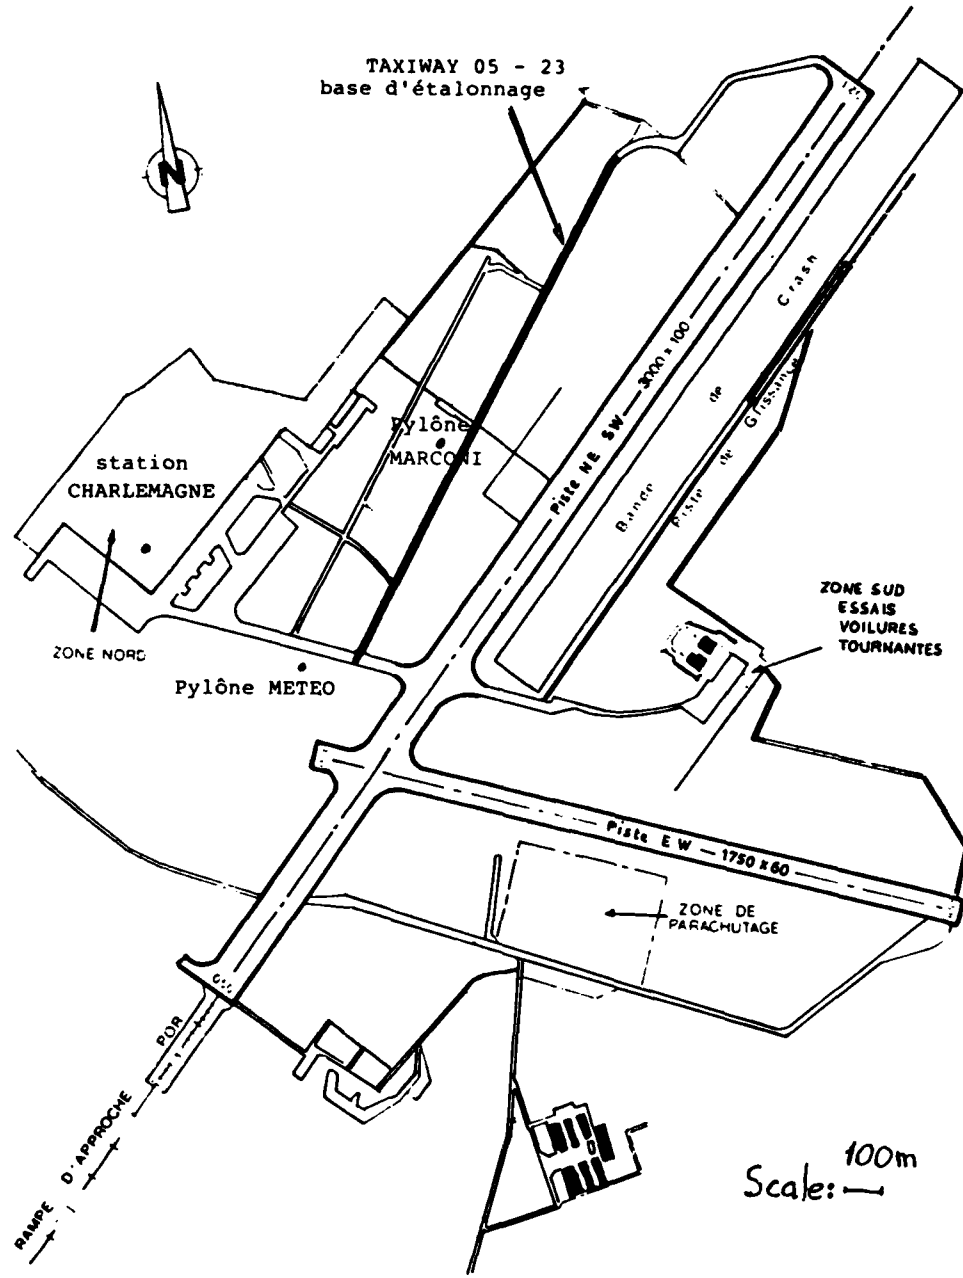 TAXIWAY 05 - 23
base d'étalonnage
N
Crash
de
Bande
Piste de Glissance
Piste NE SW — 3000 x 100
Pylône
MARCONI
station
CHARLEMAGNE
ZONE NORD
Pylône METEO
ZONE SUD
ESSAIS
VOILURES
TOURNANTES
Piste E W — 1750 x 60
ZONE DE
PARACHUTAGE
POR
RAMPE D'APPROCHE
100m
Scale: